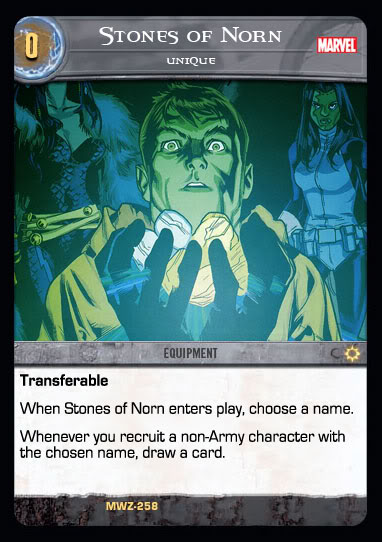 0
STONES OF NORN
MARVEL
UNIQUE
EQUIPMENT
C
Transferable
When Stones of Norn enters play, choose a name.
Whenever you recruit a non-Army character with
the chosen name, draw a card.
MWZ-258